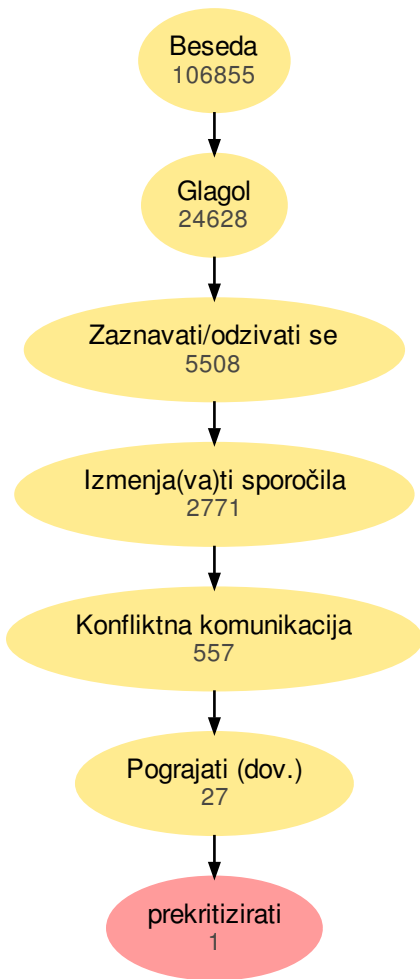 Beseda
106855
Glagol
24628
Zaznavati/odzivati se
5508
Izmenja(va)ti sporočila
2771
Konfliktna komunikacija
557
Pograjati (dov.)
27
prekritizirati
1